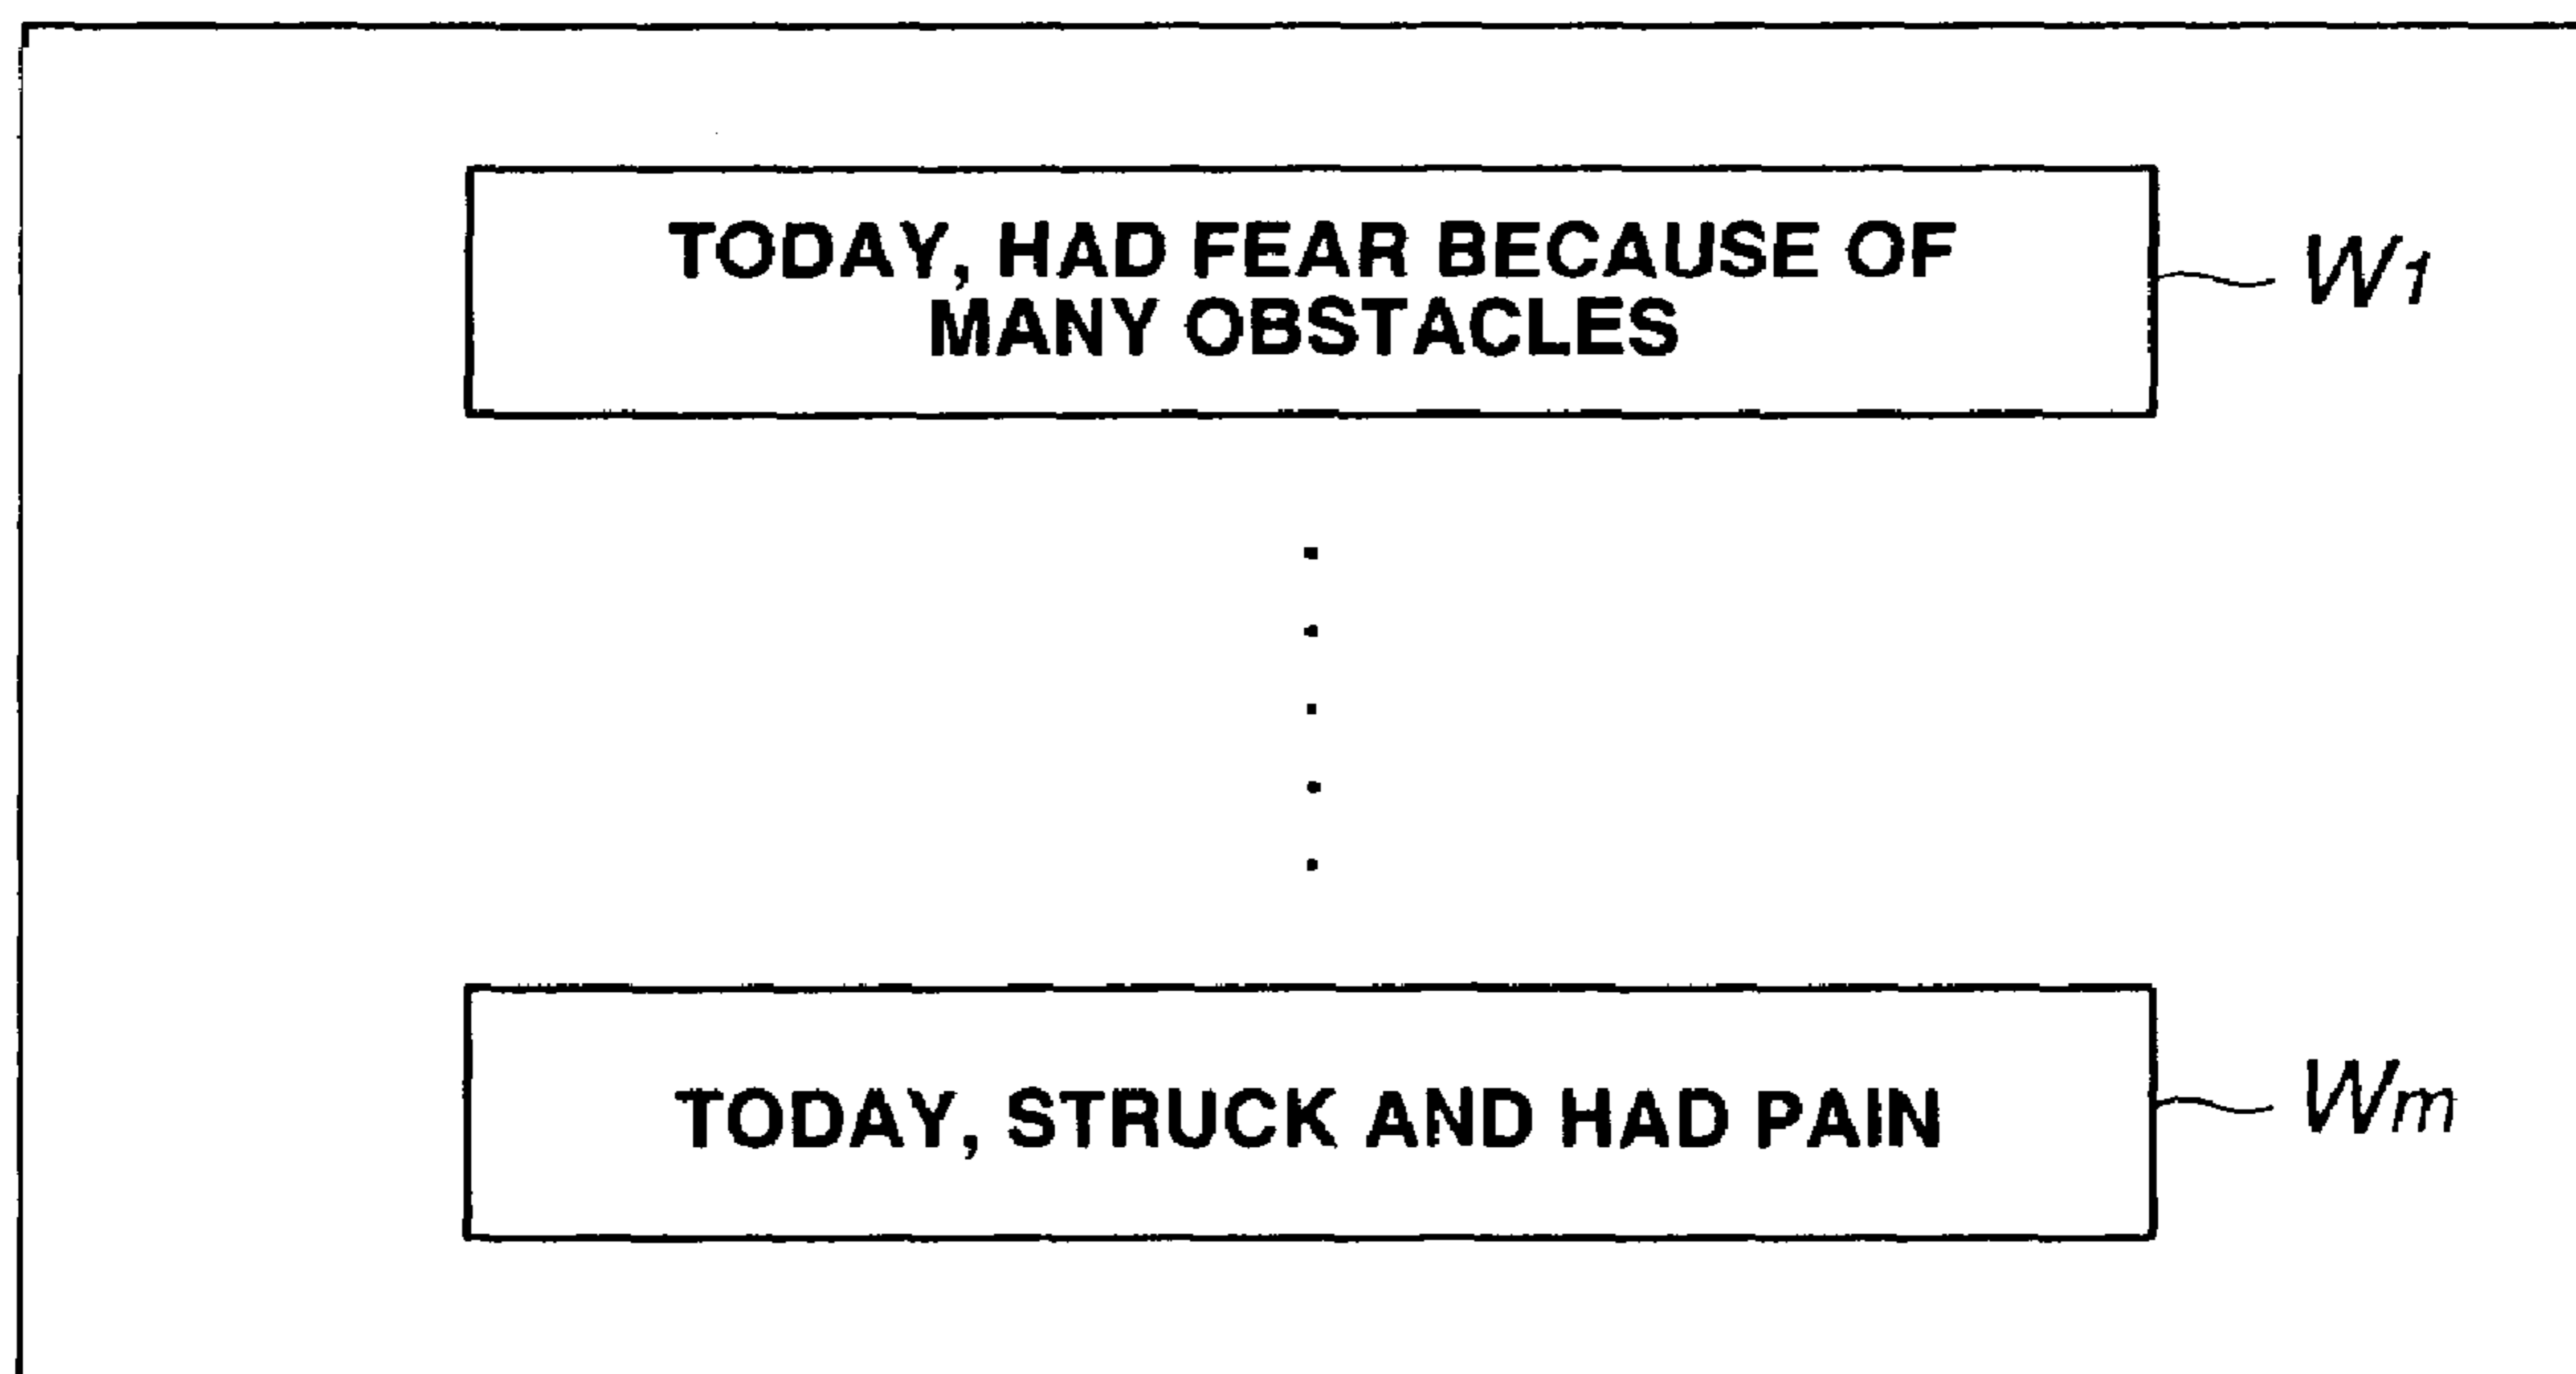 TODAY, HAD FEAR BECAUSE OF
MANY OBSTACLES
W1
TODAY, STRUCK AND HAD PAIN
Wm